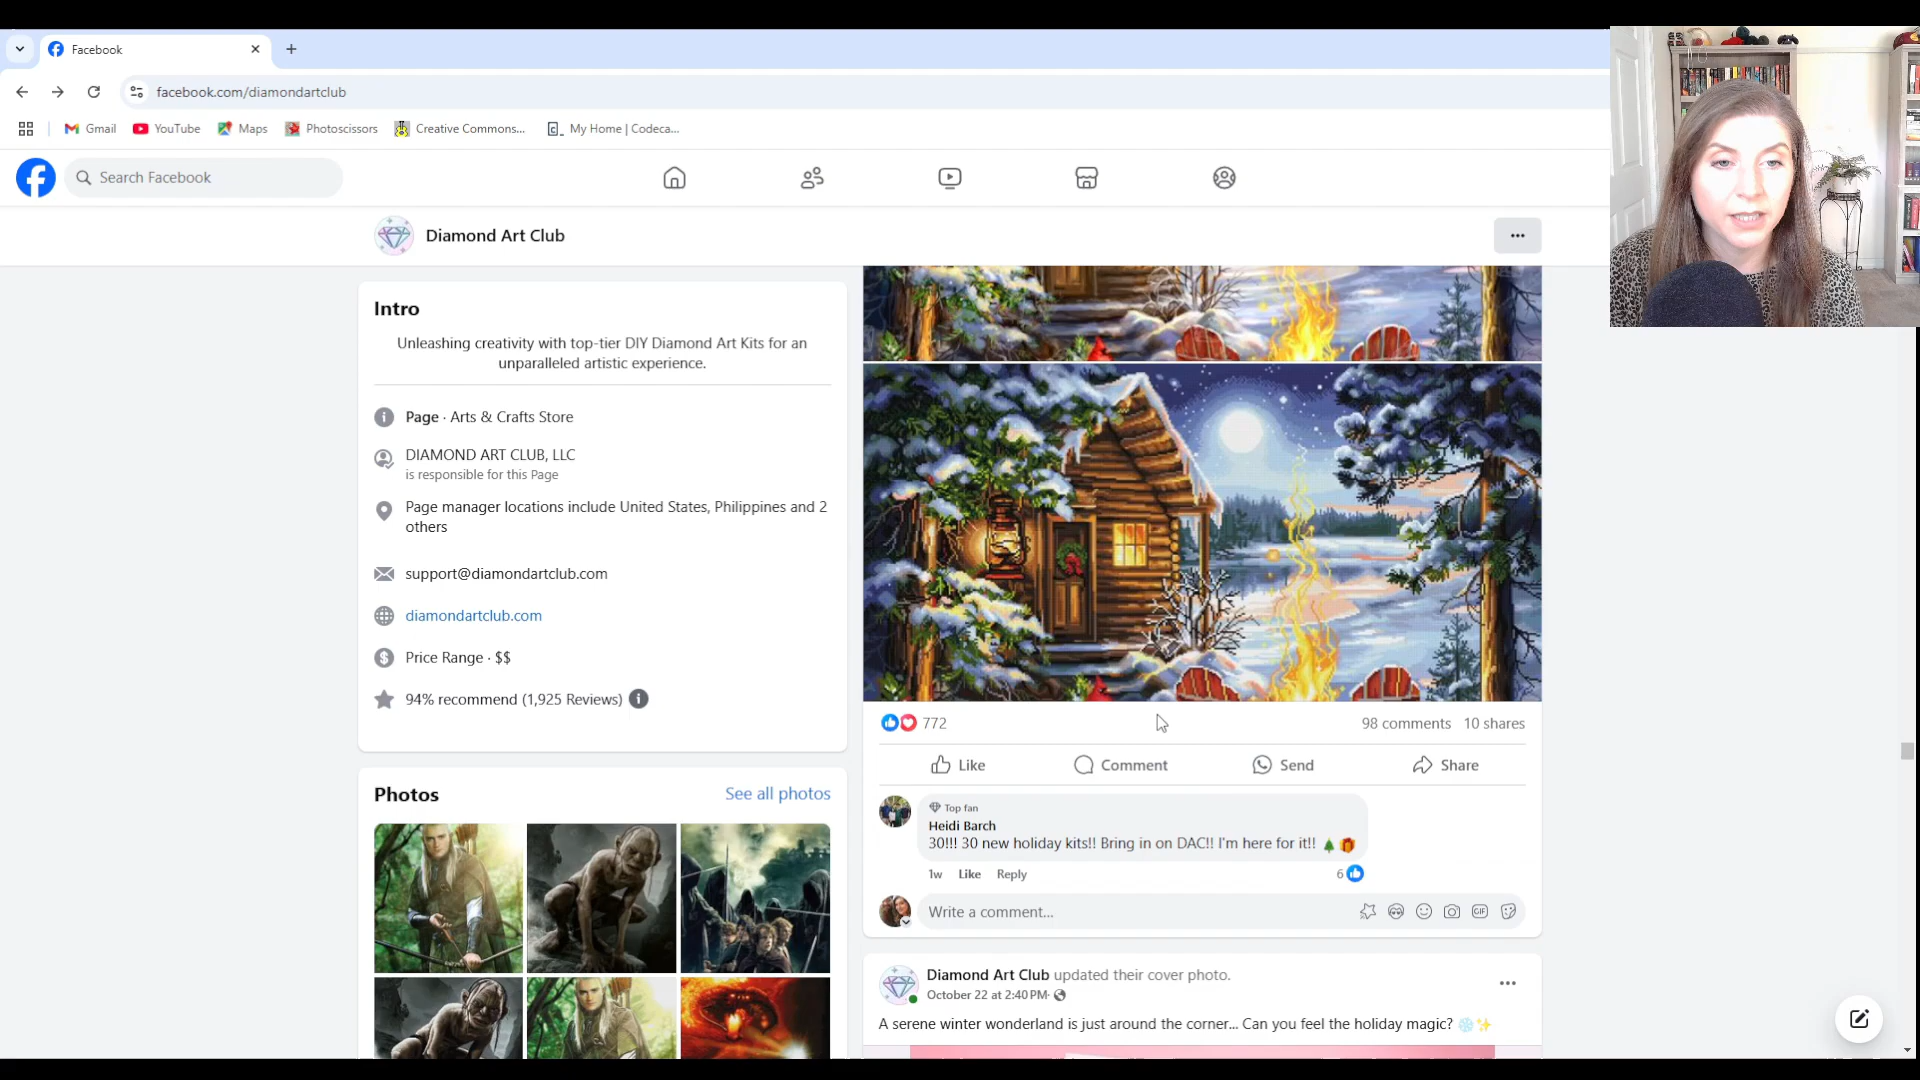 Facebook
facebook.com/diamondartclub
Gmail YouTube Maps Photoscissors Creative Commons... My Home | Codeca...
Search Facebook
Diamond Art Club
Intro
Unleashing creativity with top-tier DIY Diamond Art Kits for an
unparalleled artistic experience.
Page · Arts & Crafts Store
DIAMOND ART CLUB, LLC
is responsible for this Page
Page manager locations include United States, Philippines and 2
others
support@diamondartclub.com
diamondartclub.com
Price Range · $$
94% recommend (1,925 Reviews)
Photos See all photos
772 98 comments 10 shares
Like Comment Send Share
Top fan
Heidi Barch
30!!! 30 new holiday kits!! Bring in on DAC!! I'm here for it!! 🎄🎁
1w Like Reply 6
Write a comment...
GIF
Diamond Art Club updated their cover photo.
October 22 at 2:40 PM·
A serene winter wonderland is just around the corner... Can you feel the holiday magic? ❄️✨